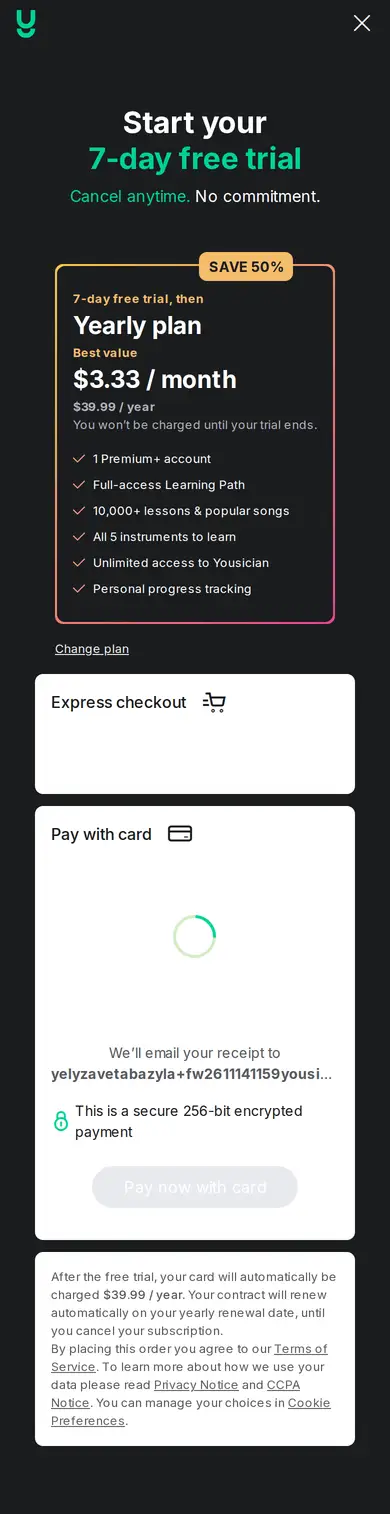 Start your
7-day free trial
Cancel anytime. No commitment.
SAVE 50%
7-day free trial, then
Yearly plan
Best value
$3.33 / month
$39.99 / year
You won't be charged until your trial ends.
1 Premium+ account
Full-access Learning Path
10,000+ lessons & popular songs
All 5 instruments to learn
Unlimited access to Yousician
Personal progress tracking
Change plan
Express checkout
Pay with card
We'll email your receipt to
yelyzavetabazyla+fw2611141159yousi...
This is a secure 256-bit encrypted
payment
Pay now with card
After the free trial, your card will automatically be
charged $39.99 / year. Your contract will renew
automatically on your yearly renewal date, until
you cancel your subscription.
By placing this order you agree to our Terms of
Service. To learn more about how we use your
data please read Privacy Notice and CCPA
Notice. You can manage your choices in Cookie
Preferences.